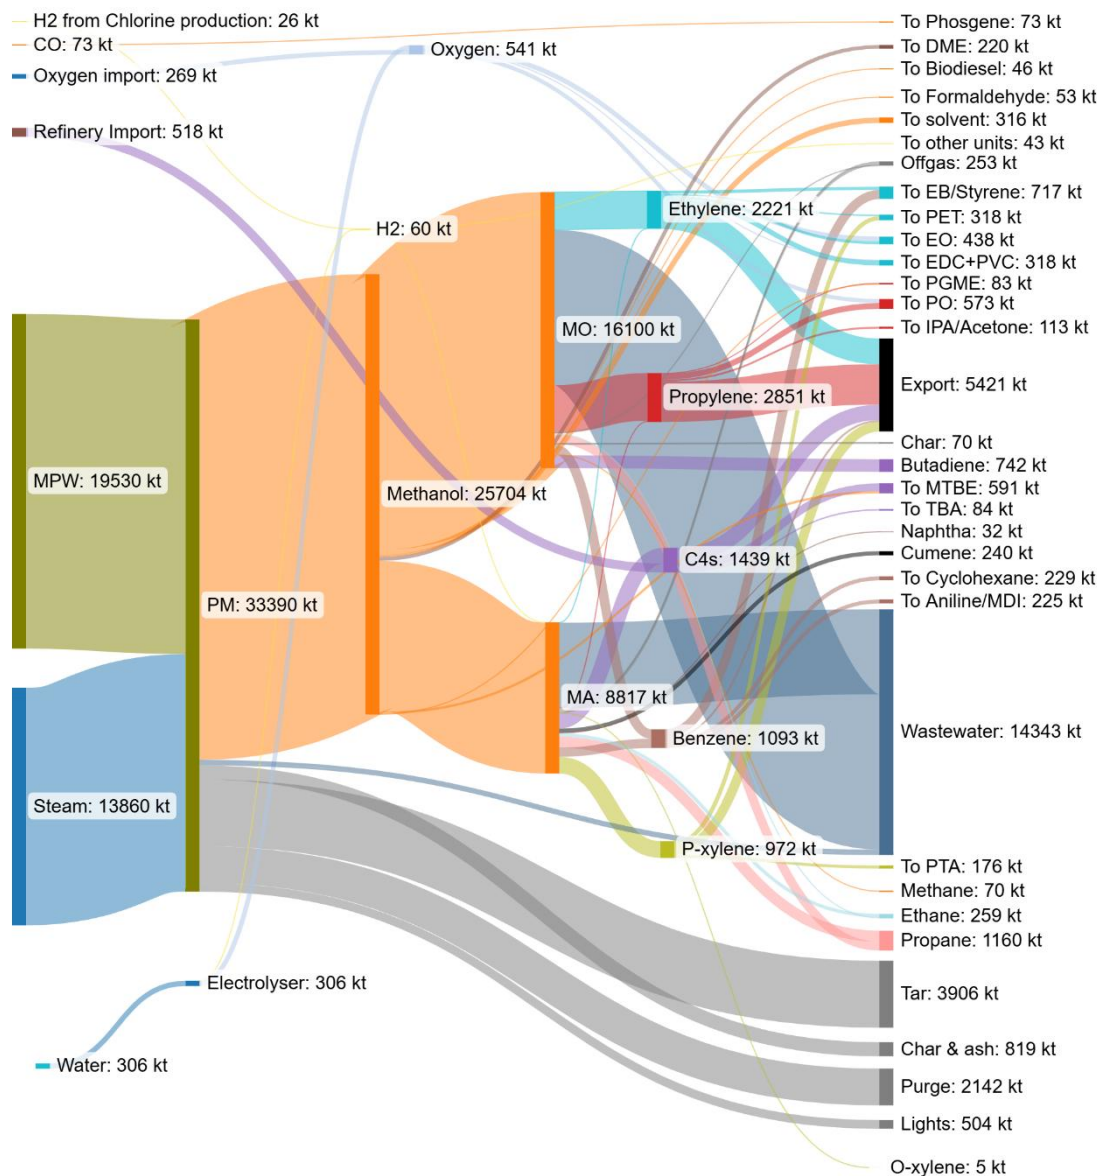 H2 from Chlorine production: 26 kt
CO: 73 kt
Oxygen import: 269 kt
Refinery Import: 518 kt
MPW: 19530 kt
Steam: 13860 kt
Water: 306 kt
PM: 33390 kt
Electrolyser: 306 kt
Oxygen: 541 kt
H2: 60 kt
Methanol: 25704 kt
MO: 16100 kt
MA: 8817 kt
Ethylene: 2221 kt
Propylene: 2851 kt
C4s: 1439 kt
Benzene: 1093 kt
P-xylene: 972 kt
To Phosgene: 73 kt
To DME: 220 kt
To Biodiesel: 46 kt
To Formaldehyde: 53 kt
To solvent: 316 kt
To other units: 43 kt
Offgas: 253 kt
To EB/Styrene: 717 kt
To PET: 318 kt
To EO: 438 kt
To EDC+PVC: 318 kt
To PGME: 83 kt
To PO: 573 kt
To IPA/Acetone: 113 kt
Export: 5421 kt
Char: 70 kt
Butadiene: 742 kt
To MTBE: 591 kt
To TBA: 84 kt
Naphtha: 32 kt
Cumene: 240 kt
To Cyclohexane: 229 kt
To Aniline/MDI: 225 kt
Wastewater: 14343 kt
To PTA: 176 kt
Methane: 70 kt
Ethane: 259 kt
Propane: 1160 kt
Tar: 3906 kt
Char & ash: 819 kt
Purge: 2142 kt
Lights: 504 kt
O-xylene: 5 kt